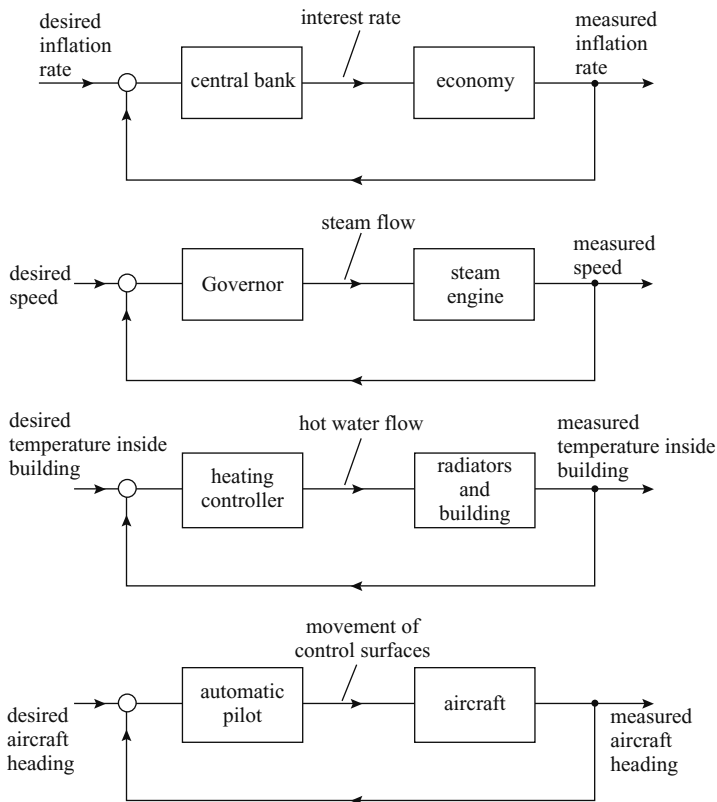 desired
inflation
rate
interest rate
measured
inflation
rate
central bank
economy
desired
speed
steam flow
measured
speed
Governor
steam
engine
desired
temperature inside
building
hot water flow
measured
temperature inside
building
heating
controller
radiators
and
building
movement of
control surfaces
automatic
pilot
aircraft
desired
aircraft
heading
measured
aircraft
heading